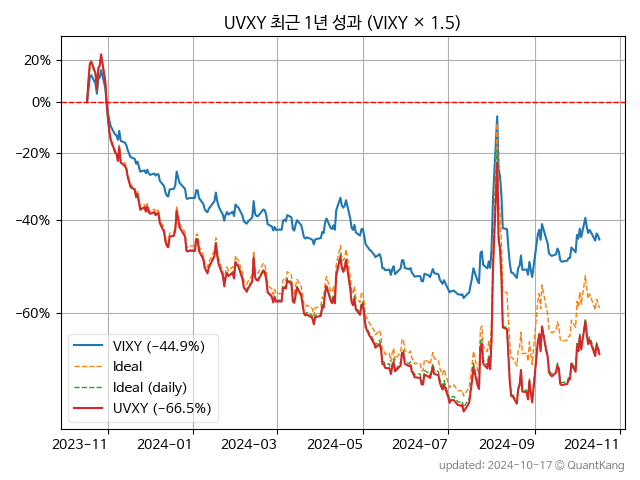 UVXY 최근 1년 성과 (VIXY × 1.5)
20%
0%
−20%
−40%
−60%
VIXY (−44.9%)
Ideal
Ideal (daily)
UVXY (−66.5%)
2023-11 2024-01 2024-03 2024-05 2024-07 2024-09 2024-11
updated: 2024-10-17 © QuantKang